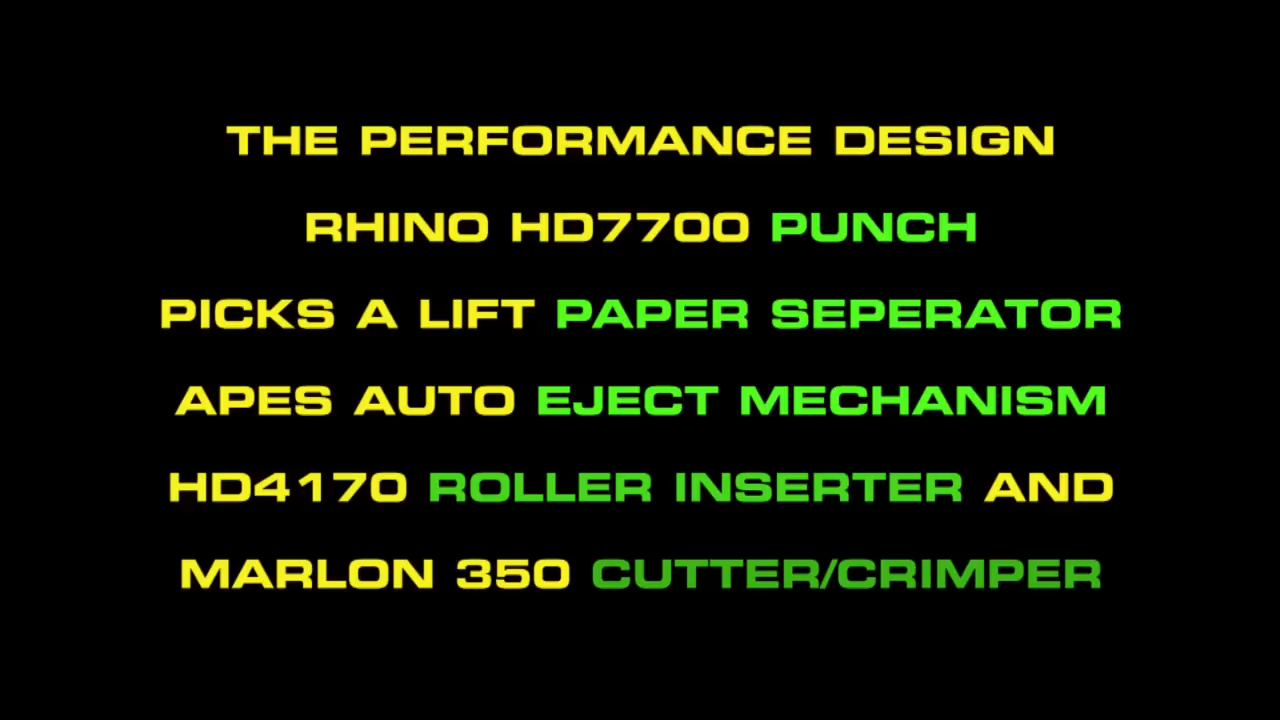 THE PERFORMANCE DESIGN
RHINO HD7700 PUNCH
PICKS A LIFT PAPER SEPERATOR
APES AUTO EJECT MECHANISM
HD4170 ROLLER INSERTER AND
MARLON 350 CUTTER/CRIMPER